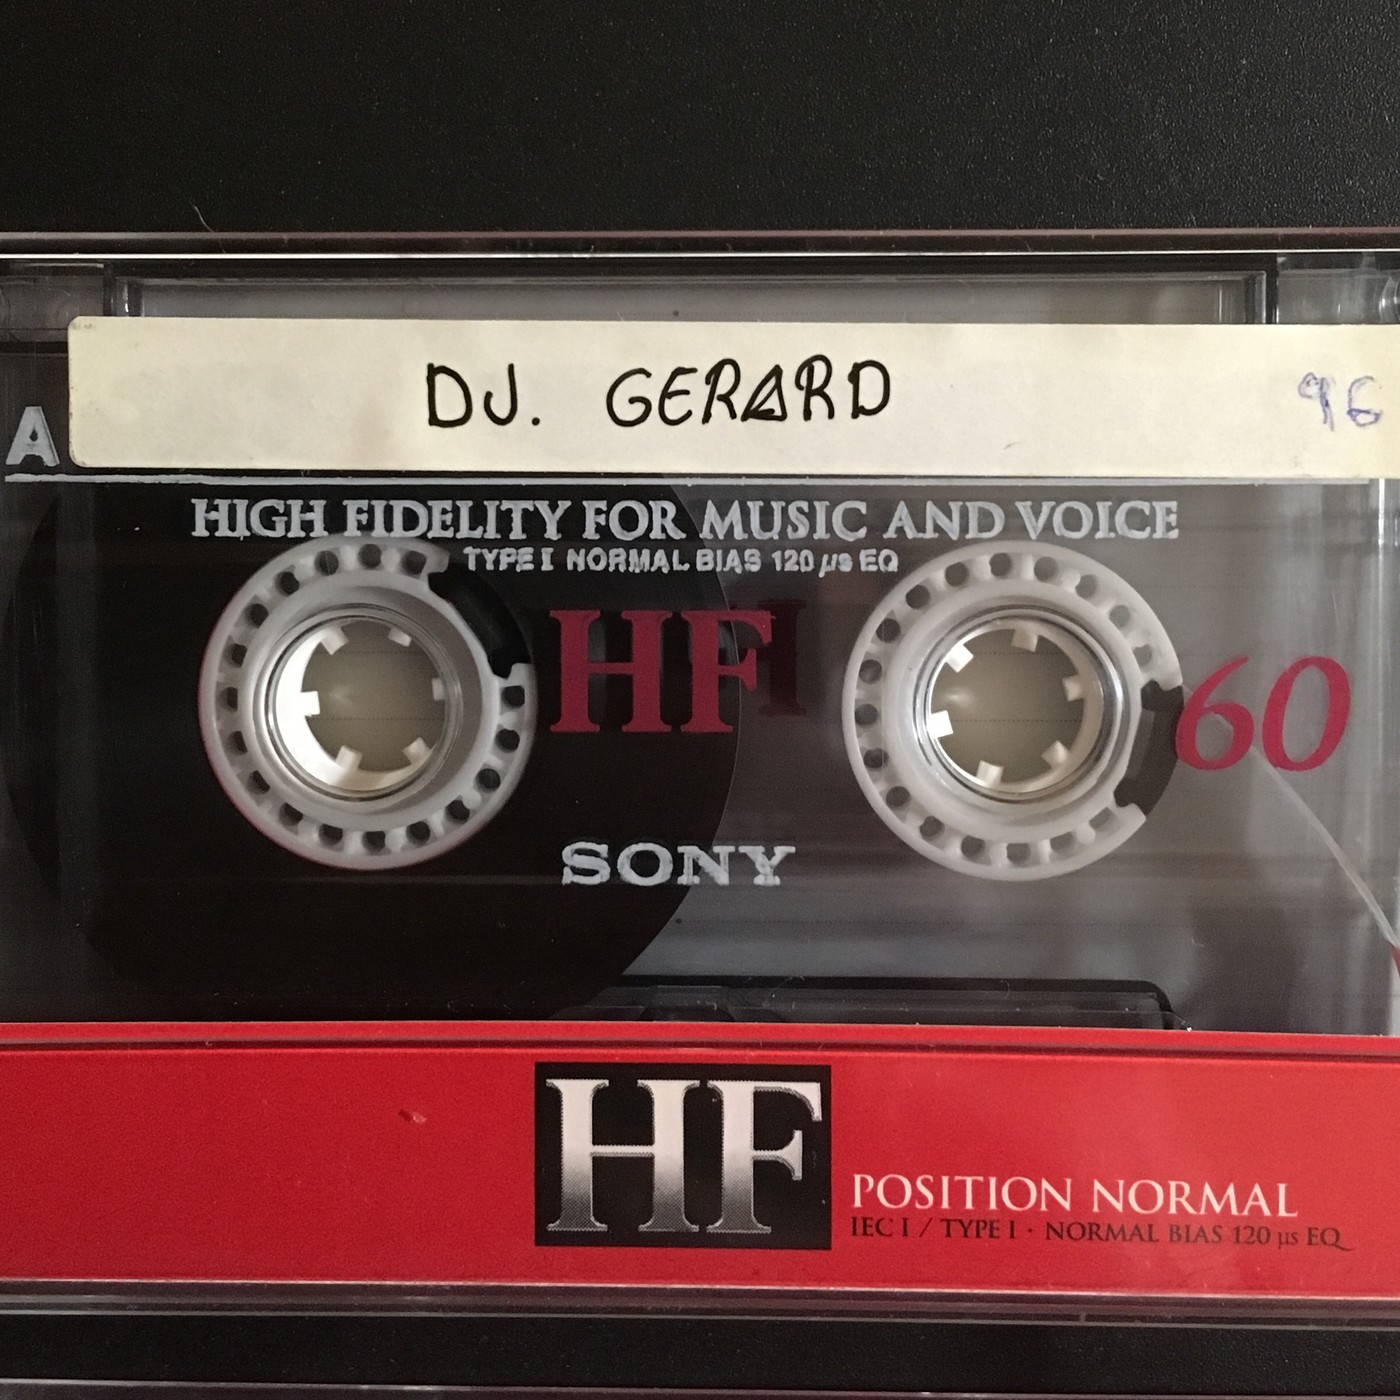 DJ. GERARD 96
A
HIGH FIDELITY FOR MUSIC AND VOICE
TYPE I NORMAL BIAS 120 µs EQ
HF
60
SONY
HF
POSITION NORMAL
IEC I / TYPE I · NORMAL BIAS 120 µs EQ